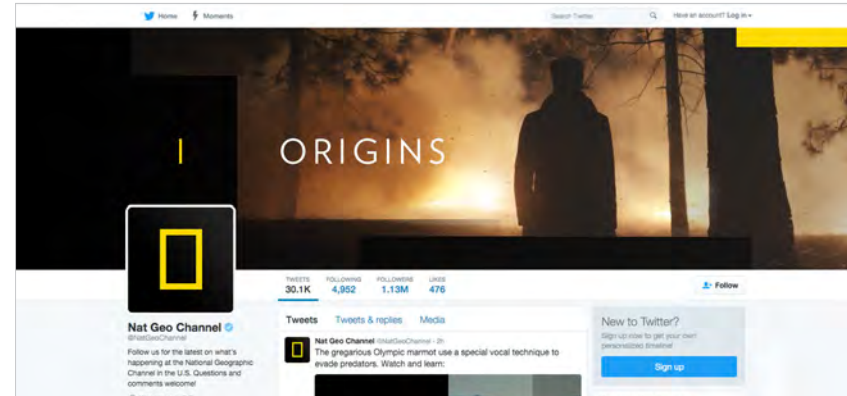 Home Moments Search Twitter Have an account? Log in
ORIGINS
TWEETS FOLLOWING FOLLOWERS LIKES
30.1K 4,952 1.13M 476
Follow
Nat Geo Channel
@NatGeoChannel
Follow us for the latest on what's
happening at the National Geographic
Channel in the U.S. Questions and
comments welcome!
Tweets Tweets & replies Media
Nat Geo Channel @NatGeoChannel - 2h
The gregarious Olympic marmot use a special vocal technique to
evade predators. Watch and learn:
New to Twitter?
Sign up now to get your own
personalized timeline!
Sign up